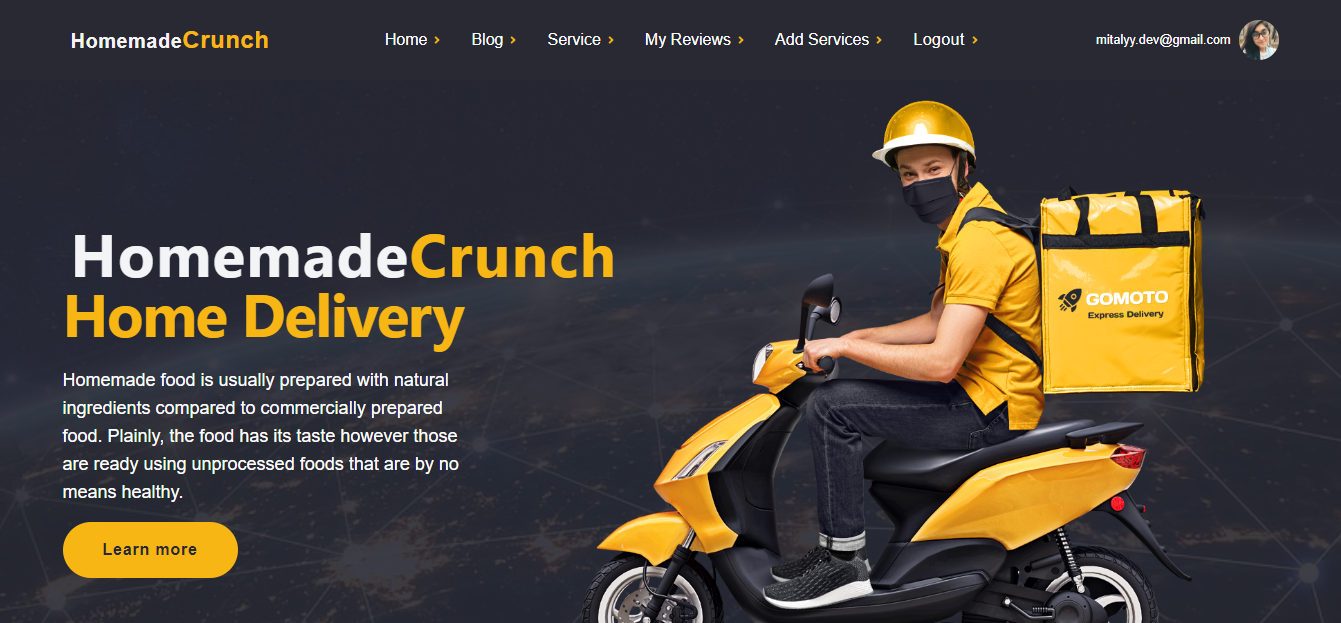 HomemadeCrunch
Home
Blog
Service
My Reviews
Add Services
Logout
mitalyy.dev@gmail.com
HomemadeCrunch
Home Delivery
Homemade food is usually prepared with natural
ingredients compared to commercially prepared
food. Plainly, the food has its taste however those
are ready using unprocessed foods that are by no
means healthy.
Learn more
GOMOTO
Express Delivery